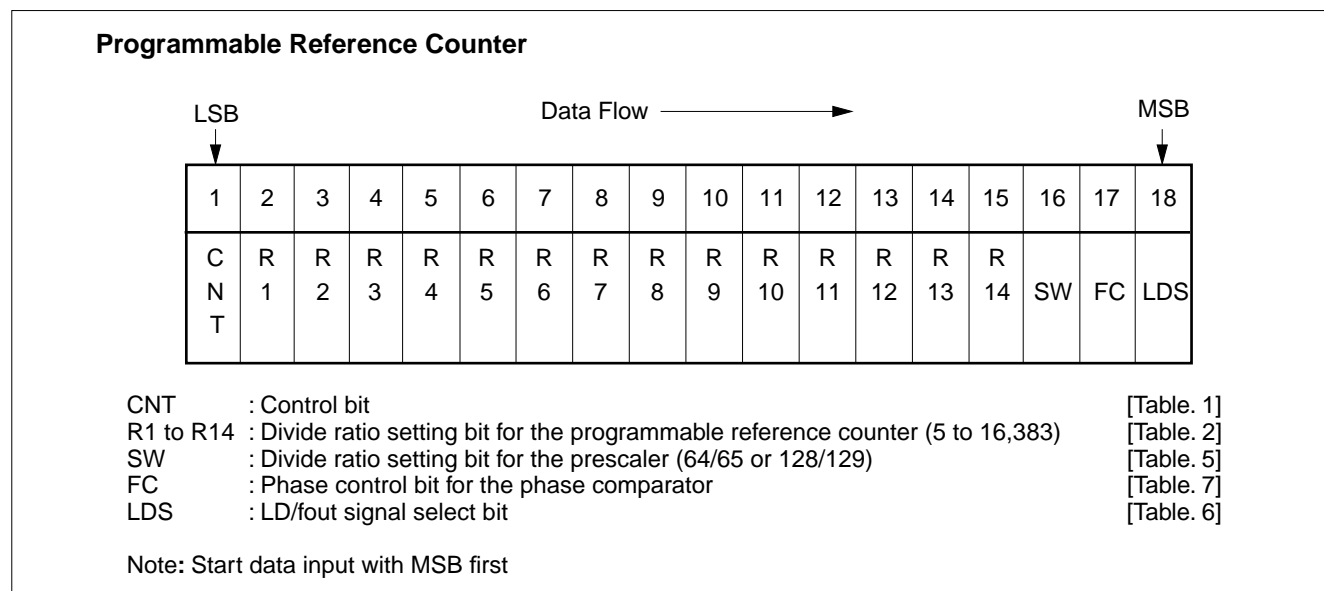 Programmable Reference Counter
LSB Data Flow MSB
1 2 3 4 5 6 7 8 9 10 11 12 13 14 15 16 17 18
C R R R R R R R R R R R R R R
N 1 2 3 4 5 6 7 8 9 10 11 12 13 14 SW FC LDS
T
CNT : Control bit [Table. 1]
R1 to R14 : Divide ratio setting bit for the programmable reference counter (5 to 16,383) [Table. 2]
SW : Divide ratio setting bit for the prescaler (64/65 or 128/129) [Table. 5]
FC : Phase control bit for the phase comparator [Table. 7]
LDS : LD/fout signal select bit [Table. 6]
Note: Start data input with MSB first